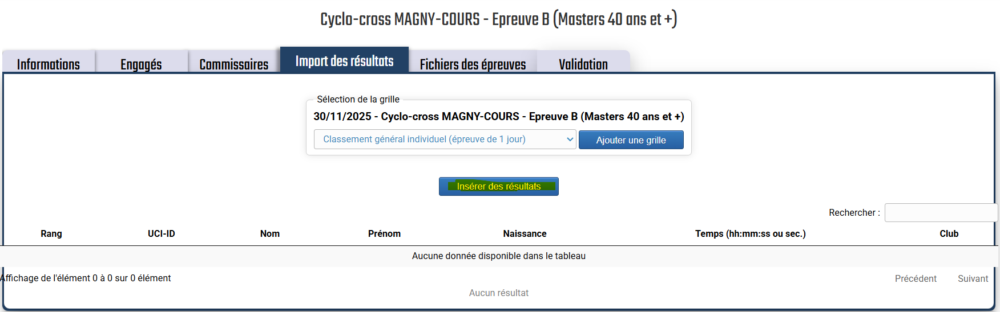 Cyclo-cross MAGNY-COURS - Epreuve B (Masters 40 ans et +)
Informations Engagés Commissaires Import des résultats Fichiers des épreuves Validation
Sélection de la grille
30/11/2025 - Cyclo-cross MAGNY-COURS - Epreuve B (Masters 40 ans et +)
Classement général individuel (épreuve de 1 jour) Ajouter une grille
Insérer des résultats
Rechercher :
Rang UCI-ID Nom Prénom Naissance Temps (hh:mm:ss ou sec.) Club
Aucune donnée disponible dans le tableau
Affichage de l'élément 0 à 0 sur 0 élément Précédent Suivant
Aucun résultat